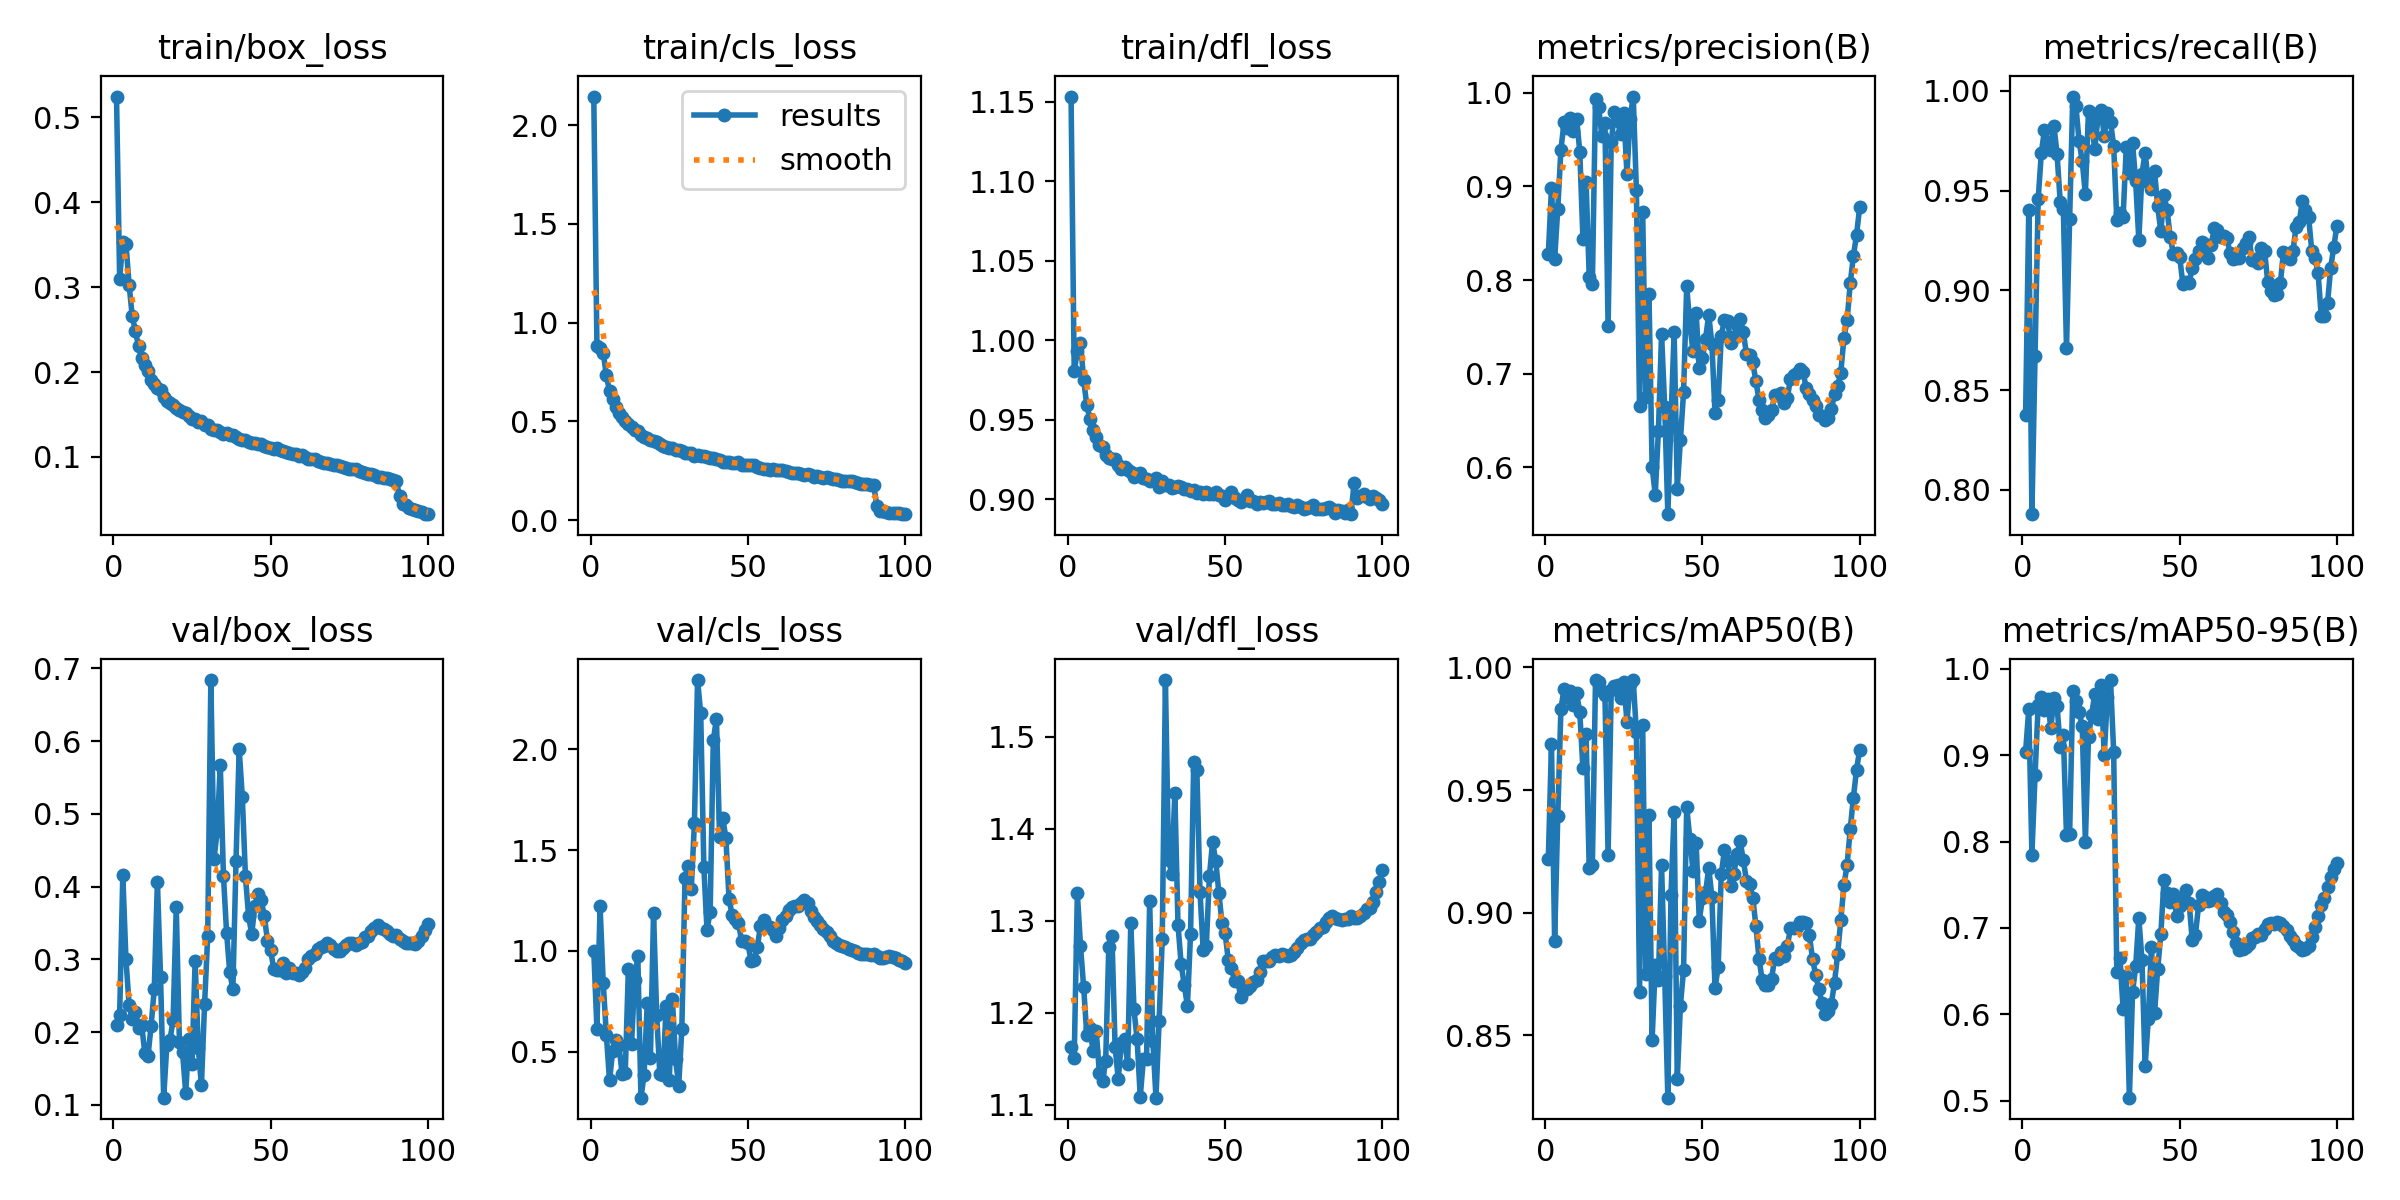 train/box_loss
0.5
0.4
0.3
0.2
0.1
0 50 100
train/cls_loss
results
smooth
2.0
1.5
1.0
0.5
0.0
0 50 100
train/dfl_loss
1.15
1.10
1.05
1.00
0.95
0.90
0 50 100
metrics/precision(B)
1.0
0.9
0.8
0.7
0.6
0 50 100
metrics/recall(B)
1.00
0.95
0.90
0.85
0.80
0 50 100
val/box_loss
0.7
0.6
0.5
0.4
0.3
0.2
0.1
0 50 100
val/cls_loss
2.0
1.5
1.0
0.5
0 50 100
val/dfl_loss
1.5
1.4
1.3
1.2
1.1
0 50 100
metrics/mAP50(B)
1.00
0.95
0.90
0.85
0 50 100
metrics/mAP50-95(B)
1.0
0.9
0.8
0.7
0.6
0.5
0 50 100